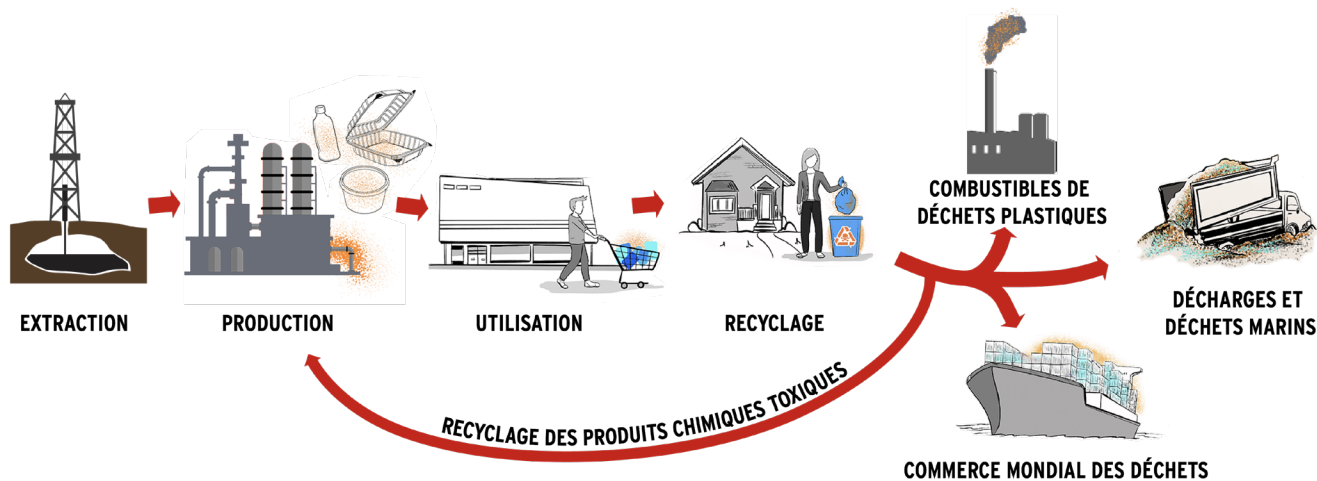 EXTRACTION
PRODUCTION
UTILISATION
RECYCLAGE
COMBUSTIBLES DE
DÉCHETS PLASTIQUES
DÉCHARGES ET
DÉCHETS MARINS
RECYCLAGE DES PRODUITS CHIMIQUES TOXIQUES
COMMERCE MONDIAL DES DÉCHETS